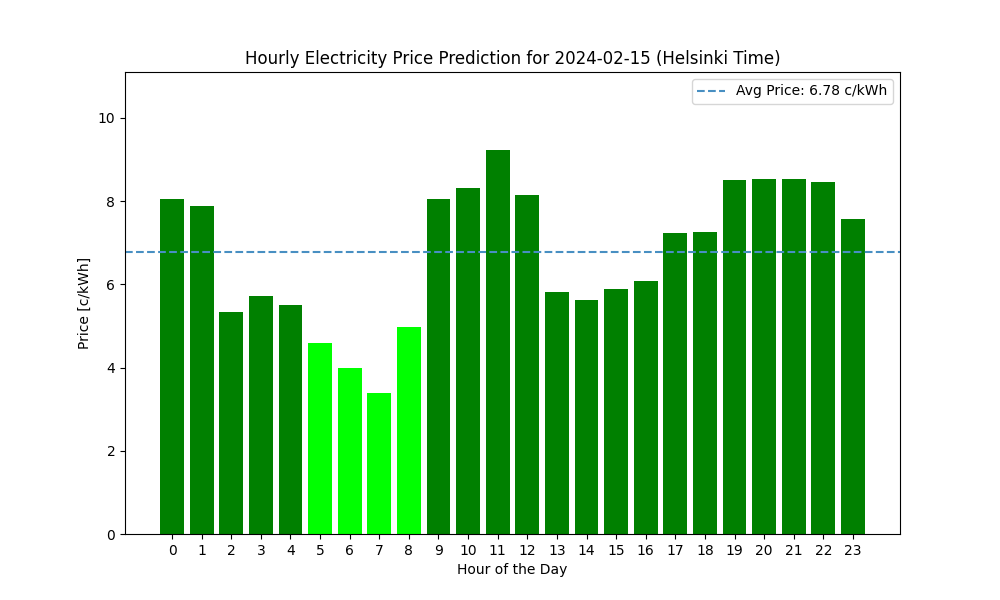 Hourly Electricity Price Prediction for 2024-02-15 (Helsinki Time)
Avg Price: 6.78 c/kWh
Price [c/kWh]
10
8
6
4
2
0
0 1 2 3 4 5 6 7 8 9 10 11 12 13 14 15 16 17 18 19 20 21 22 23
Hour of the Day